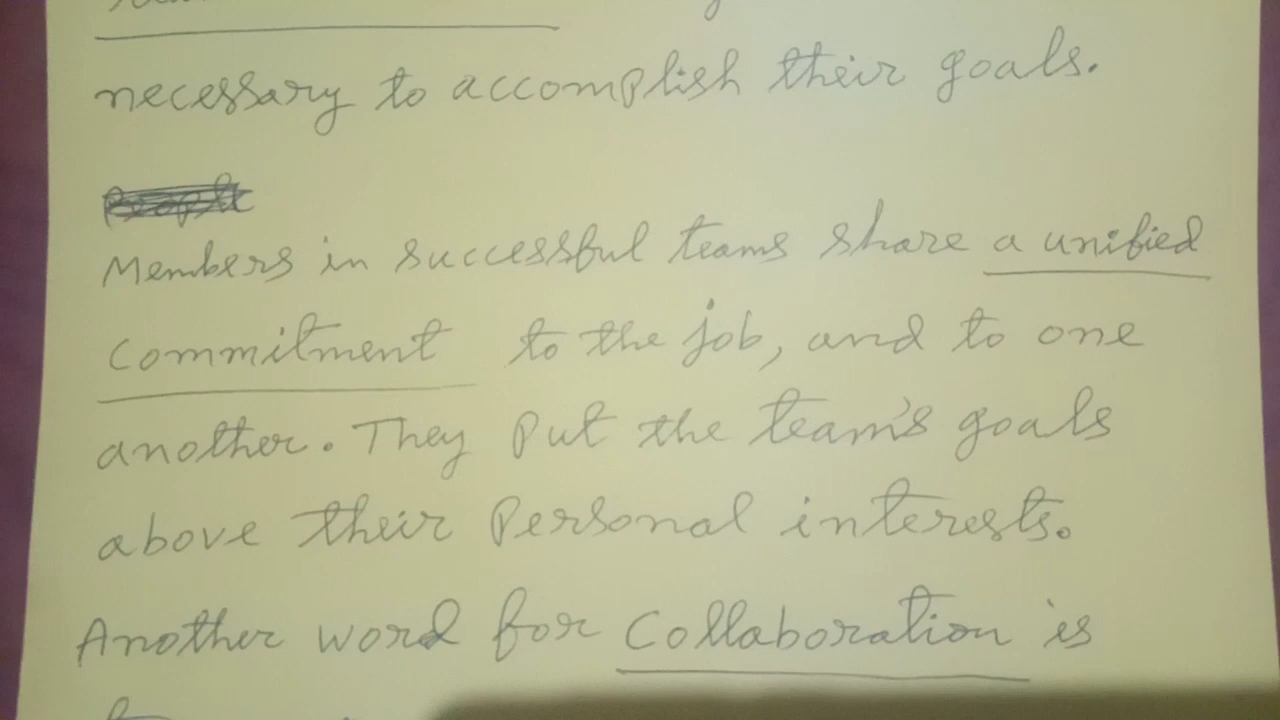 necessary to accomplish their goals.
Members in successful teams share a unified
commitment to the job, and to one
another. They put the team's goals
above their personal interests.
Another word for collaboration is